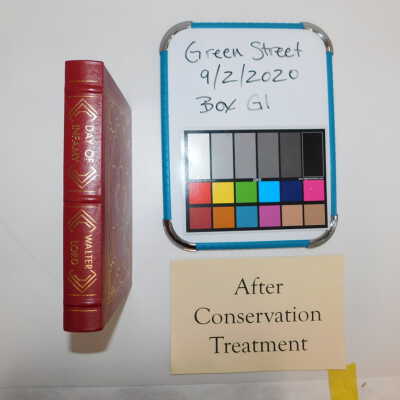 Green Street
9/2/2020
Box G1
DAY OF
INFAMY
WALTER
LORD
After
Conservation
Treatment